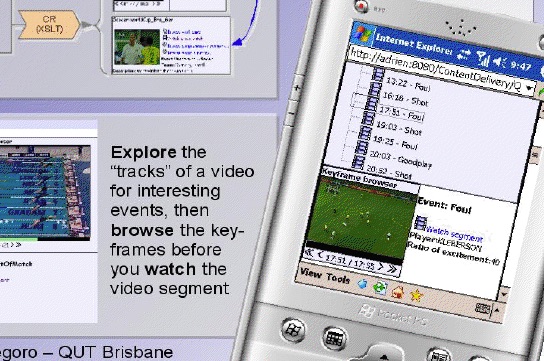 CR
(XSLT)
Explore the
"tracks" of a video
for interesting
events, then
browse the key-
frames before
you watch the
video segment
egoro – QUT Brisbane
Internet Explorer
9:47
http://adrien:8080/ContentDelivery/Q
13:22 - Foul
16:18 - Shot
17:51 - Foul
19:03 - Shot
19:25 - Foul
20:03 - Goodplay
20:52 - Shot
Keyframe browser
Event: Foul
Watch segment
Player:KLEBERSON
Ratio of excitement:40
17:51 / 17:55
View Tools
Pocket PC